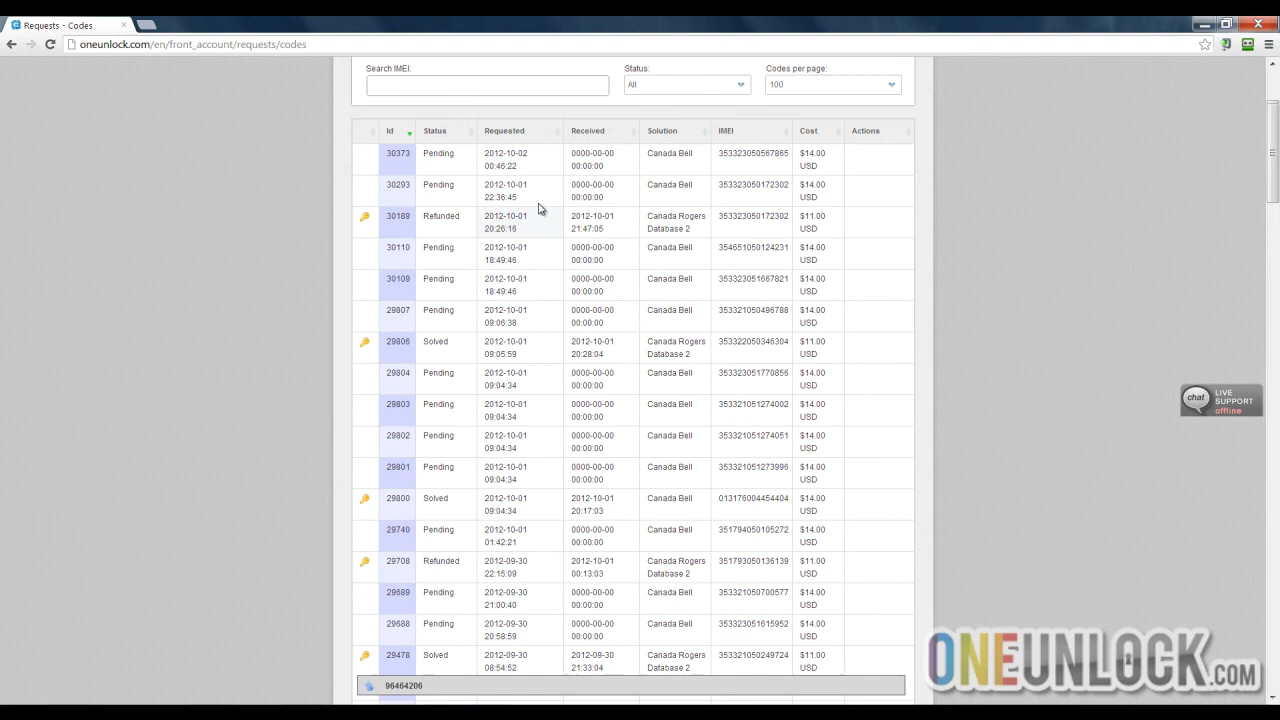 Requests - Codes
oneunlock.com/en/front_account/requests/codes
Search IMEI: Status: Codes per page:
All 100
Id Status Requested Received Solution IMEI Cost Actions
30373 Pending 2012-10-02 0000-00-00 Canada Bell 353323050567865 $14.00
00:46:22 00:00:00 USD
30293 Pending 2012-10-01 0000-00-00 Canada Bell 353323050172302 $14.00
22:36:45 00:00:00 USD
30189 Refunded 2012-10-01 2012-10-01 Canada Rogers 353323050172302 $11.00
20:26:16 21:47:05 Database 2 USD
30110 Pending 2012-10-01 0000-00-00 Canada Bell 354651050124231 $14.00
18:49:46 00:00:00 USD
30109 Pending 2012-10-01 0000-00-00 Canada Bell 353323051667821 $14.00
18:49:46 00:00:00 USD
29807 Pending 2012-10-01 0000-00-00 Canada Bell 353321050496788 $14.00
09:06:38 00:00:00 USD
29806 Solved 2012-10-01 2012-10-01 Canada Rogers 353322050346304 $11.00
09:05:59 20:28:04 Database 2 USD
29804 Pending 2012-10-01 0000-00-00 Canada Bell 353323051770856 $14.00
09:04:34 00:00:00 USD
29803 Pending 2012-10-01 0000-00-00 Canada Bell 353321051274002 $14.00
09:04:34 00:00:00 USD
29802 Pending 2012-10-01 0000-00-00 Canada Bell 353321051274051 $14.00
09:04:34 00:00:00 USD
29801 Pending 2012-10-01 0000-00-00 Canada Bell 353321051273996 $14.00
09:04:34 00:00:00 USD
29800 Solved 2012-10-01 2012-10-01 Canada Bell 013176004454404 $14.00
09:04:34 20:17:03 USD
29740 Pending 2012-10-01 0000-00-00 Canada Bell 351794050105272 $14.00
01:42:21 00:00:00 USD
29708 Refunded 2012-09-30 2012-10-01 Canada Rogers 351793050136139 $11.00
22:15:09 00:13:03 Database 2 USD
29689 Pending 2012-09-30 0000-00-00 Canada Bell 353321050700577 $14.00
21:00:40 00:00:00 USD
29688 Pending 2012-09-30 0000-00-00 Canada Bell 353323051615952 $14.00
20:58:59 00:00:00 USD
29478 Solved 2012-09-30 2012-09-30 Canada Rogers 353321050249724 $11.00
08:54:52 21:33:04 Database 2 USD
96464206
chat LIVE
SUPPORT
offline
ONEUNLOCK.COM